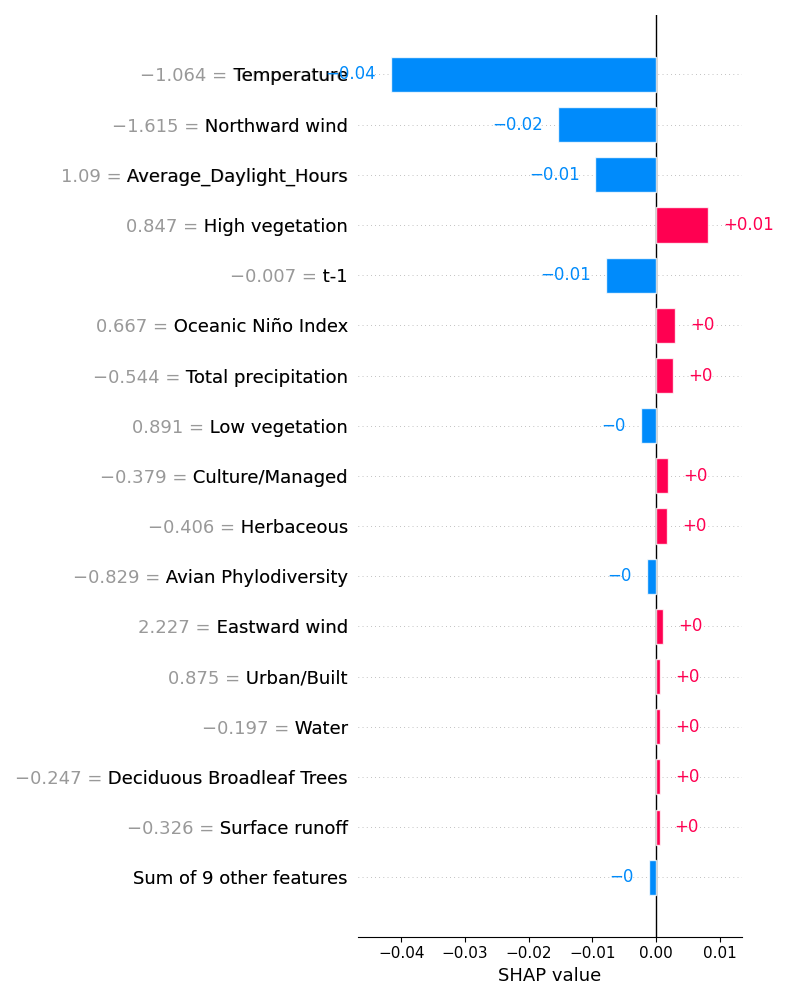 −1.064 = Temperature −0.04
−1.615 = Northward wind −0.02
1.09 = Average_Daylight_Hours −0.01
0.847 = High vegetation +0.01
−0.007 = t-1 −0.01
0.667 = Oceanic Niño Index +0
−0.544 = Total precipitation +0
0.891 = Low vegetation −0
−0.379 = Culture/Managed +0
−0.406 = Herbaceous +0
−0.829 = Avian Phylodiversity −0
2.227 = Eastward wind +0
0.875 = Urban/Built +0
−0.197 = Water +0
−0.247 = Deciduous Broadleaf Trees +0
−0.326 = Surface runoff +0
Sum of 9 other features −0
−0.04 −0.03 −0.02 −0.01 0.00 0.01
SHAP value